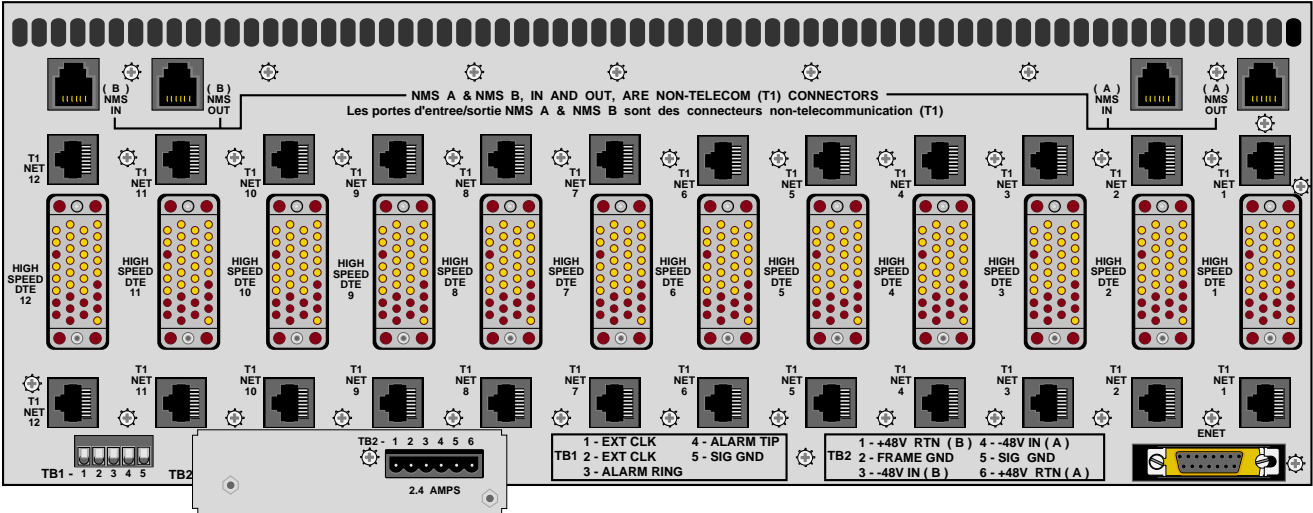 ( B )
NMS
IN
( B )
NMS
OUT
NMS A & NMS B, IN AND OUT, ARE NON-TELECOM (T1) CONNECTORS
Les portes d'entree/sortie NMS A & NMS B sont des connecteurs non-telecommunication (T1)
( A )
NMS
IN
( A )
NMS
OUT
T1
NET
12
T1
NET
11
T1
NET
10
T1
NET
9
T1
NET
8
T1
NET
7
T1
NET
6
T1
NET
5
T1
NET
4
T1
NET
3
T1
NET
2
T1
NET
1
HIGH
SPEED
DTE
12
HIGH
SPEED
DTE
11
HIGH
SPEED
DTE
10
HIGH
SPEED
DTE
9
HIGH
SPEED
DTE
8
HIGH
SPEED
DTE
7
HIGH
SPEED
DTE
6
HIGH
SPEED
DTE
5
HIGH
SPEED
DTE
4
HIGH
SPEED
DTE
3
HIGH
SPEED
DTE
2
HIGH
SPEED
DTE
1
T1
NET
12
T1
NET
11
T1
NET
10
T1
NET
9
T1
NET
8
T1
NET
7
T1
NET
6
T1
NET
5
T1
NET
4
T1
NET
3
T1
NET
2
T1
NET
1
TB1 - 1 2 3 4 5
TB2
TB2 - 1 2 3 4 5 6
2.4 AMPS
TB1
1 - EXT CLK 4 - ALARM TIP
2 - EXT CLK 5 - SIG GND
3 - ALARM RING
TB2
1 - +48V RTN ( B ) 4 - -48V IN ( A )
2 - FRAME GND 5 - SIG GND
3 - -48V IN ( B ) 6 - +48V RTN ( A )
ENET